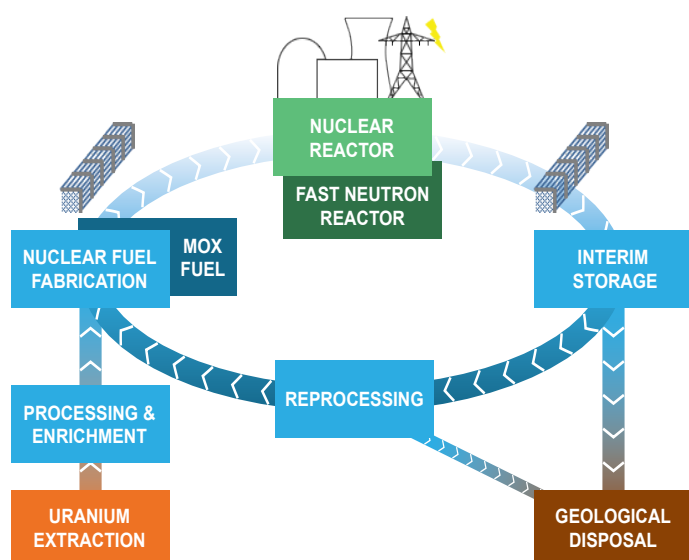 NUCLEAR
REACTOR
FAST NEUTRON
REACTOR
MOX
FUEL
NUCLEAR FUEL
FABRICATION
INTERIM
STORAGE
REPROCESSING
PROCESSING &
ENRICHMENT
URANIUM
EXTRACTION
GEOLOGICAL
DISPOSAL